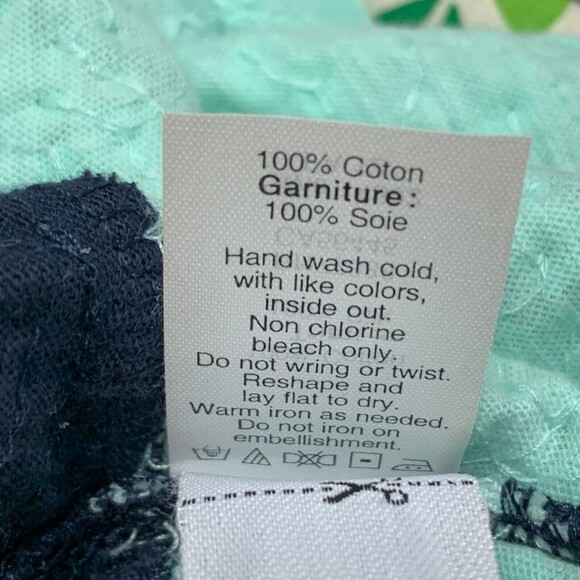 100% Coton
Garniture:
100% Soie
Hand wash cold,
with like colors,
inside out.
Non chlorine
bleach only.
Do not wring or twist.
Reshape and
lay flat to dry.
Warm iron as needed.
Do not iron on
embellishment.